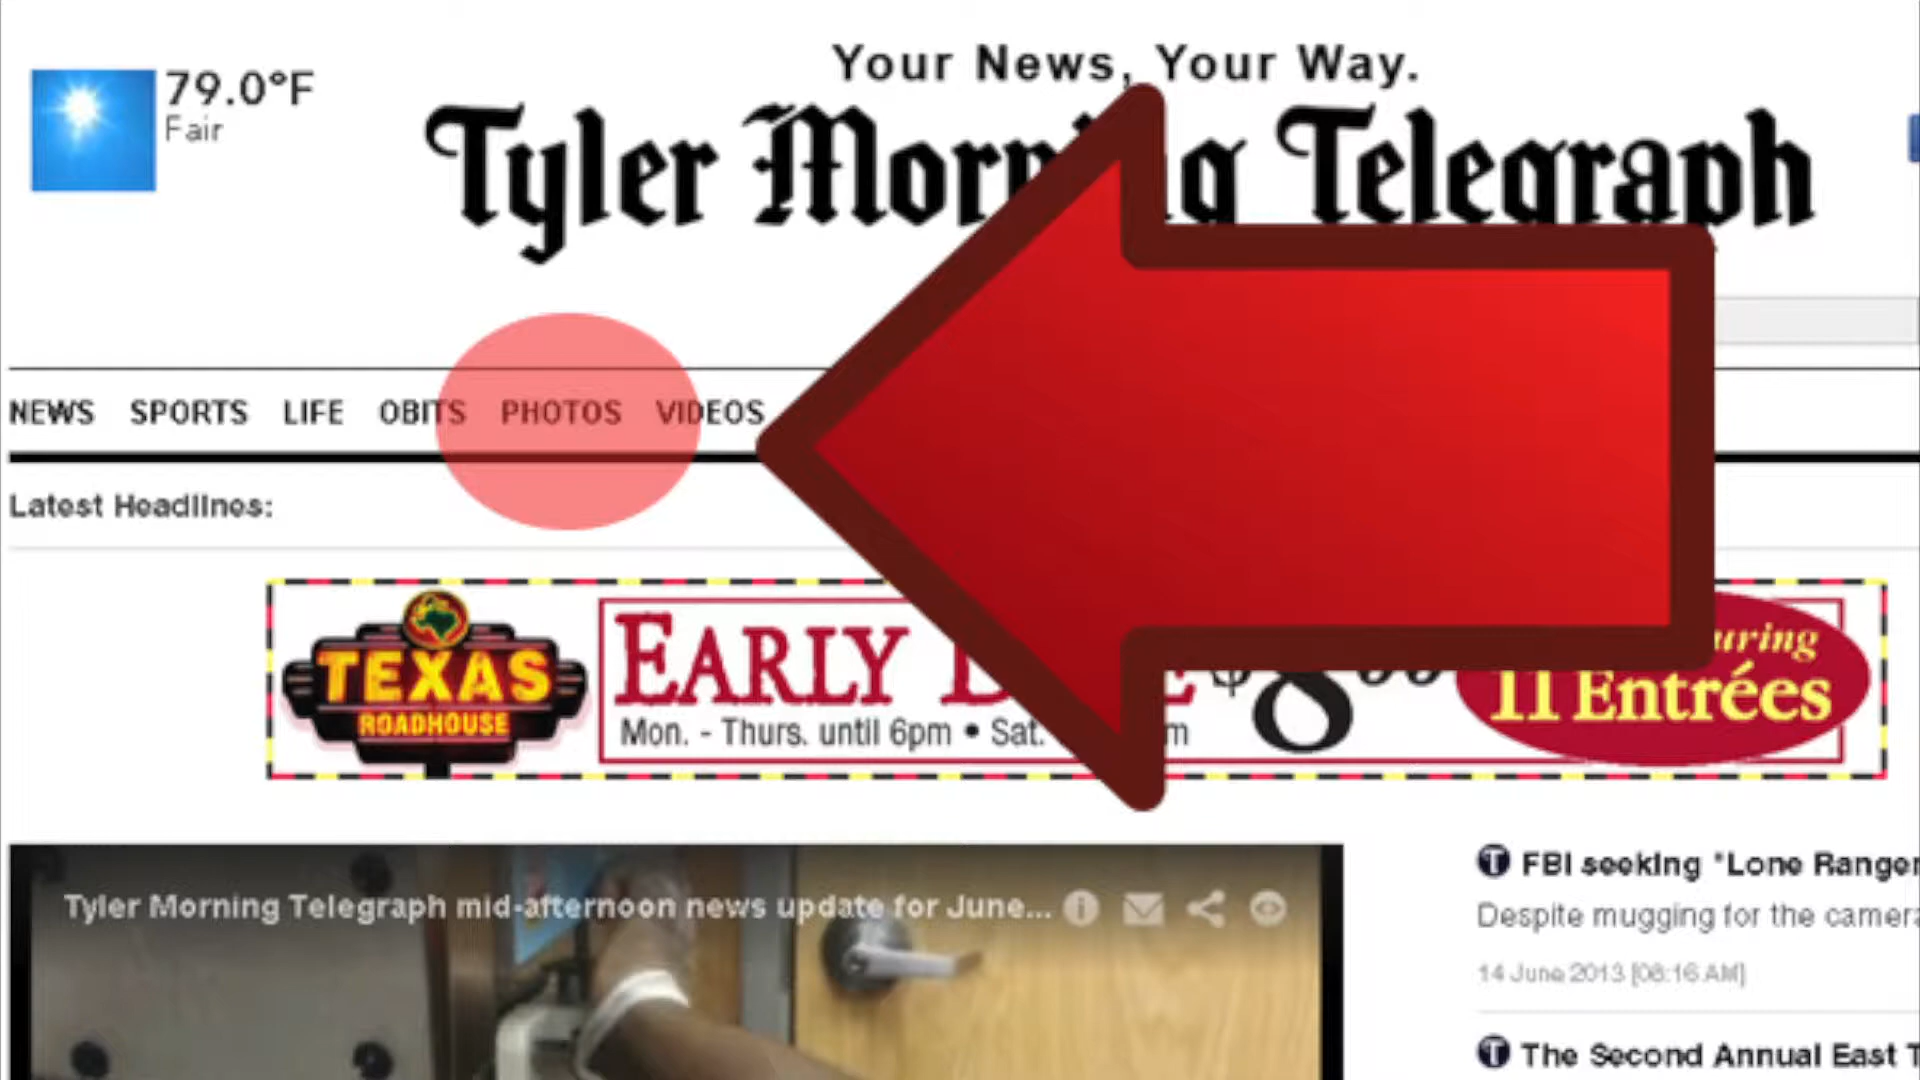 79.0°F
Fair
Your News, Your Way.
Tyler Telegraph
NEWS SPORTS LIFE OBITS PHOTOS VIDEOS
Latest Headlines:
TEXAS
ROADHOUSE
EARLY
Mon. - Thurs. until 6pm • Sat.
$8
11 Entrées
Tyler Morning Telegraph mid-afternoon news update for June...
FBI seeking "Lone Ranger
Despite mugging for the camera
14 June 2013 [08:16 AM]
The Second Annual East T